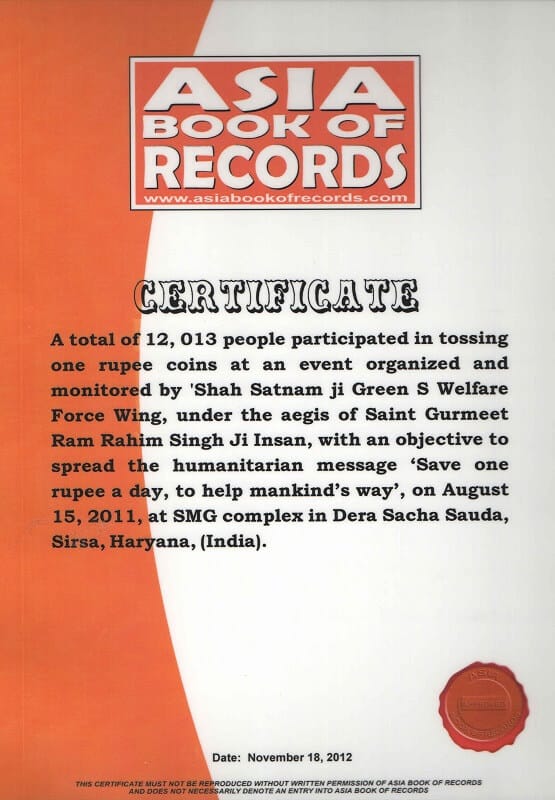 ASIA
BOOK OF
RECORDS
www.asiabookofrecords.com
CERTIFICATE
A total of 12, 013 people participated in tossing
one rupee coins at an event organized and
monitored by 'Shah Satnam ji Green S Welfare
Force Wing, under the aegis of Saint Gurmeet
Ram Rahim Singh Ji Insan, with an objective to
spread the humanitarian message ‘Save one
rupee a day, to help mankind’s way’, on August
15, 2011, at SMG complex in Dera Sacha Sauda,
Sirsa, Haryana, (India).
ASIA
Date: November 18, 2012
THIS CERTIFICATE MUST NOT BE REPRODUCED WITHOUT WRITTEN PERMISSION OF ASIA BOOK OF RECORDS
AND DOES NOT NECESSARILY DENOTE AN ENTRY INTO ASIA BOOK OF RECORDS